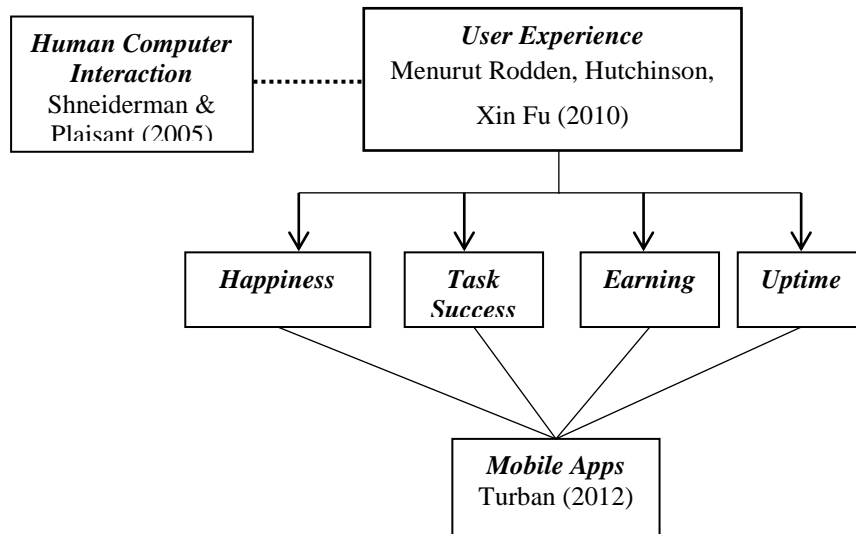 Human Computer
Interaction
Shneiderman &
Plaisant (2005)
User Experience
Menurut Rodden, Hutchinson,
Xin Fu (2010)
Happiness
Task
Success
Earning
Uptime
Mobile Apps
Turban (2012)